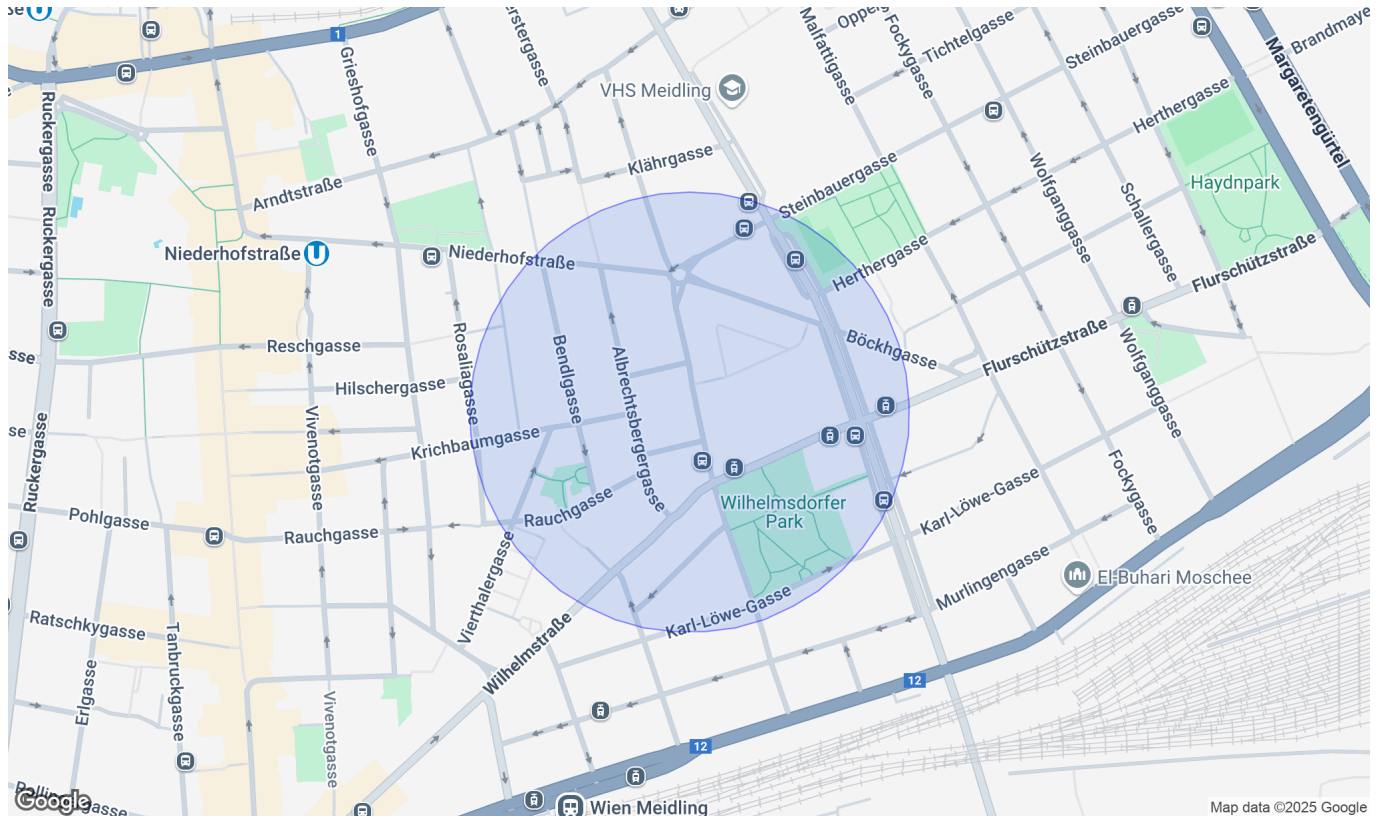 1
Grieshofgasse
VHS Meidling
Malfattigasse
Fockygasse
Tichtelgasse
Steinbauergasse
Margaretengürtel
Herthergasse
Ruckergasse
Ruckergasse
Arndtstraße
Klährgasse
Steinbauergasse
Wolfganggasse
Schallergasse
Haydnpark
Niederhofstraße
Niederhofstraße
Herthergasse
Flurschützstraße
Reschgasse
Hilschergasse
Rosaliagasse
Bendlgasse
Albrechtsbergergasse
Böckhgasse
Flurschützstraße
Wolfganggasse
Ruckergasse
Vivenotgasse
Krichbaumgasse
Fockygasse
Pohlgasse
Rauchgasse
Rauchgasse
Wilhelmsdorfer
Park
Karl-Löwe-Gasse
Vierthalergasse
Murlingengasse
El-Buhari Moschee
Ratschkygasse
Tanbruckgasse
Wilhelmstraße
Karl-Löwe-Gasse
Erlgasse
Vivenotgasse
12
12
Wien Meidling
Google
Map data ©2025 Google